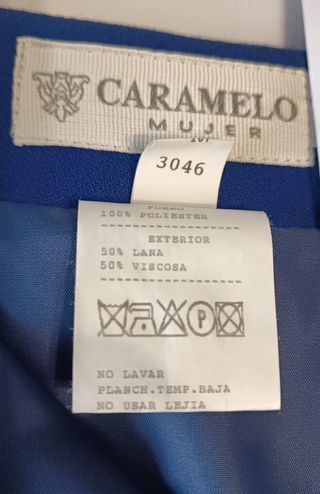 CARAMELO
MUJER
3046
FORRO
100% POLIESTER
EXTERIOR
50% LANA
50% VISCOSA
P
NO LAVAR
PLANCH.TEMP.BAJA
NO USAR LEJIA